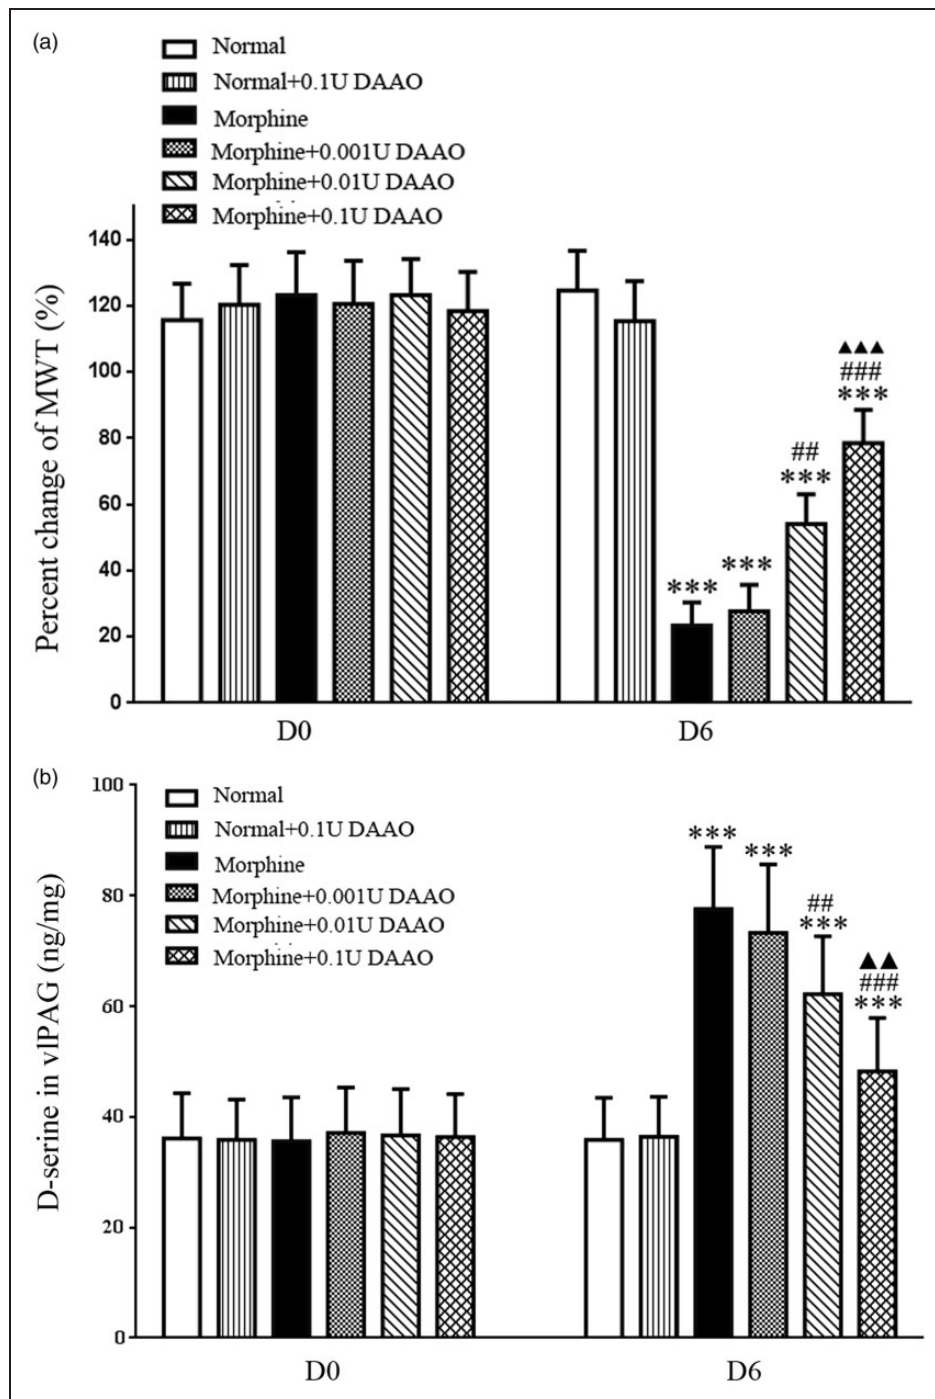 (a)
Normal
Normal+0.1U DAAO
Morphine
Morphine+0.001U DAAO
Morphine+0.01U DAAO
Morphine+0.1U DAAO
Percent change of MWT (%)
140
120
100
80
60
40
20
0
***
***
##
***
▲▲▲
###
***
D0
D6
(b)
Normal
Normal+0.1U DAAO
Morphine
Morphine+0.001U DAAO
Morphine+0.01U DAAO
Morphine+0.1U DAAO
D-serine in vlPAG (ng/mg)
100
80
60
40
20
0
***
***
##
***
▲▲
###
***
D0
D6